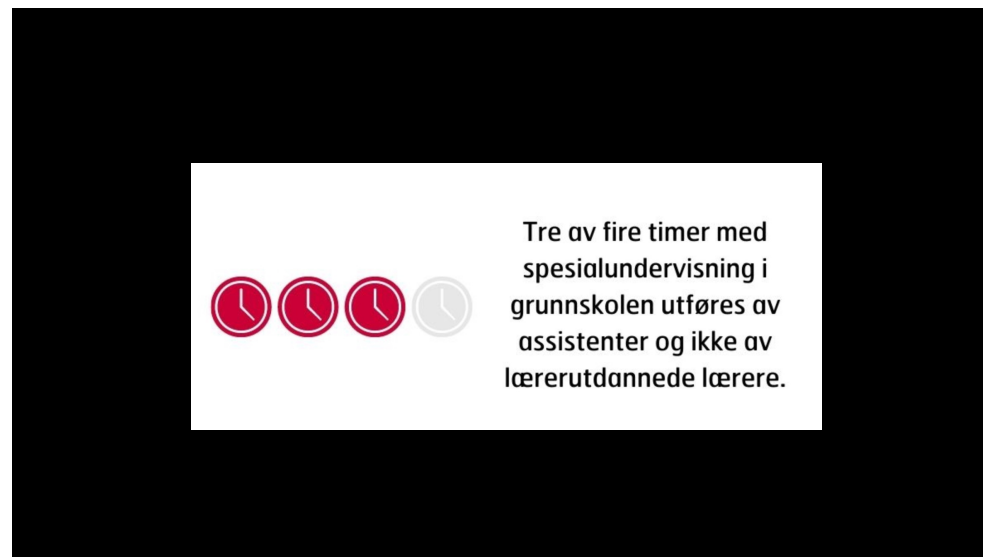 Tre av fire timer med
spesialundervisning i
grunnskolen utføres av
assistenter og ikke av
lærerutdannede lærere.